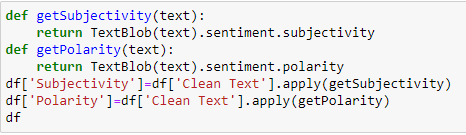 def getSubjectivity(text):
    return TextBlob(text).sentiment.subjectivity
def getPolarity(text):
    return TextBlob(text).sentiment.polarity
df['Subjectivity']=df['Clean Text'].apply(getSubjectivity)
df['Polarity']=df['Clean Text'].apply(getPolarity)
df